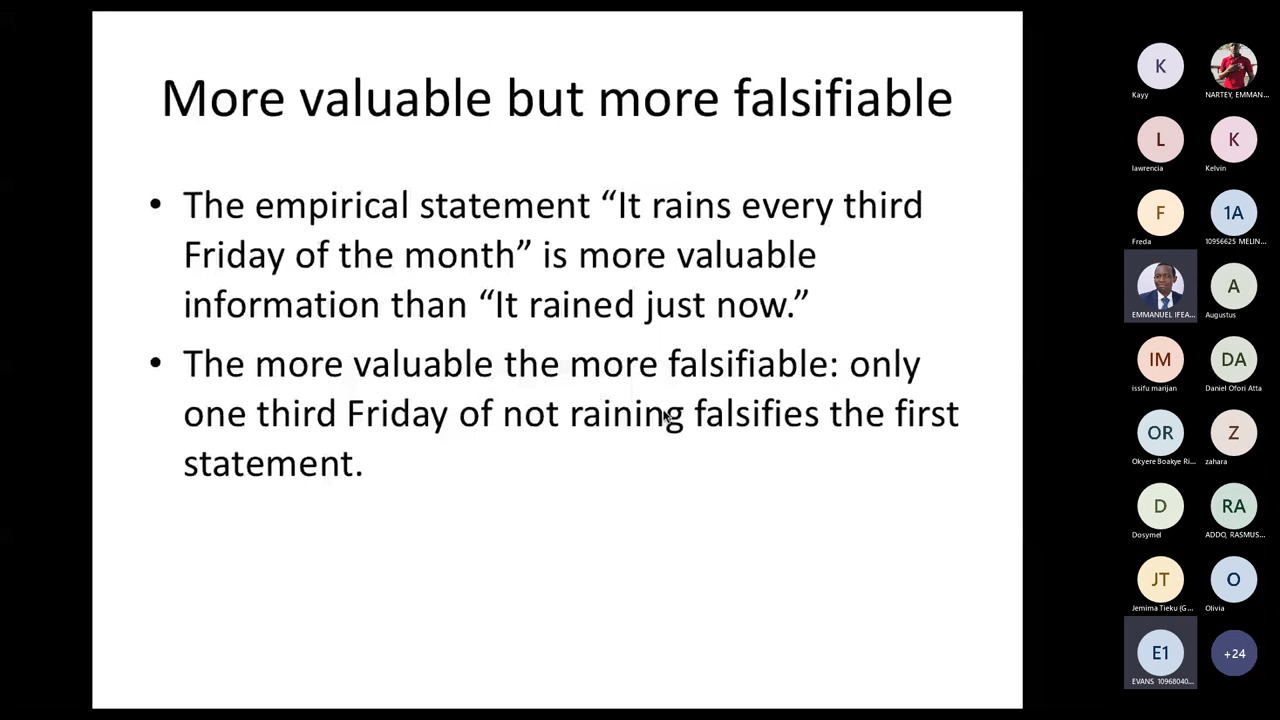 More valuable but more falsifiable
• The empirical statement “It rains every third
Friday of the month” is more valuable
information than “It rained just now.”
• The more valuable the more falsifiable: only
one third Friday of not raining falsifies the first
statement.
K
Kayy
NARTEY, EMMAN...
L
lawrencia
K
Kelvin
F
Freda
1A
10956625 MELIN...
EMMANUEL IFEA...
A
Augustus
IM
issifu marijan
DA
Daniel Ofori Atta
OR
Okyere Boakye Ri...
Z
zahara
D
Dosymel
RA
ADDO, RASMUS...
JT
Jemima Tieku (G...
O
Olivia
E1
EVANS 10968040...
+24